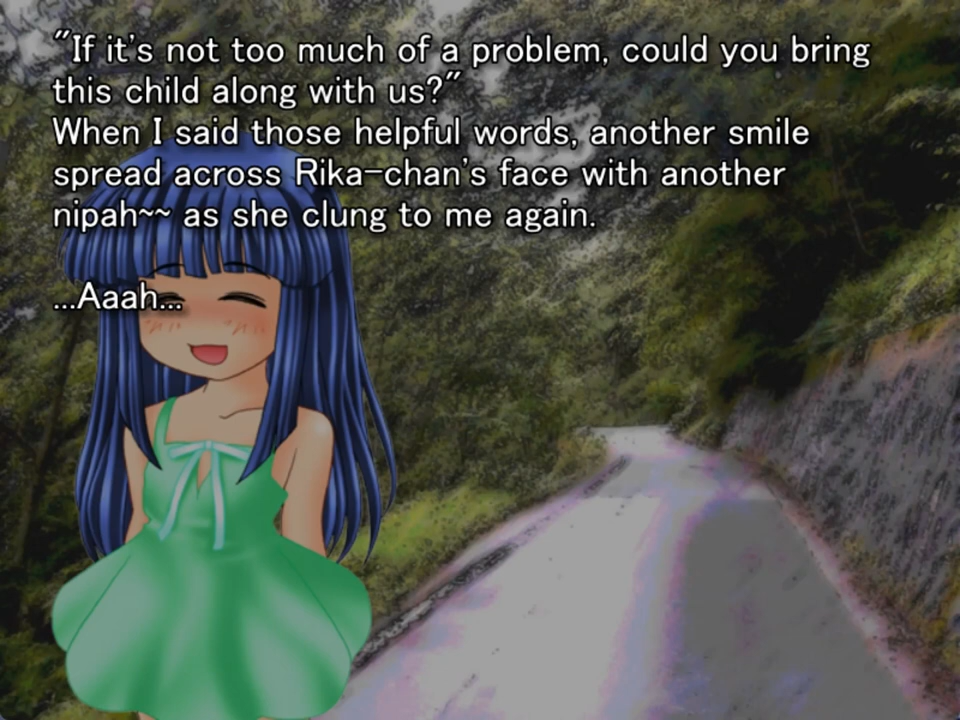 "If it's not too much of a problem, could you bring
this child along with us?"
When I said those helpful words, another smile
spread across Rika-chan's face with another
nipah~~ as she clung to me again.
...Aaah...